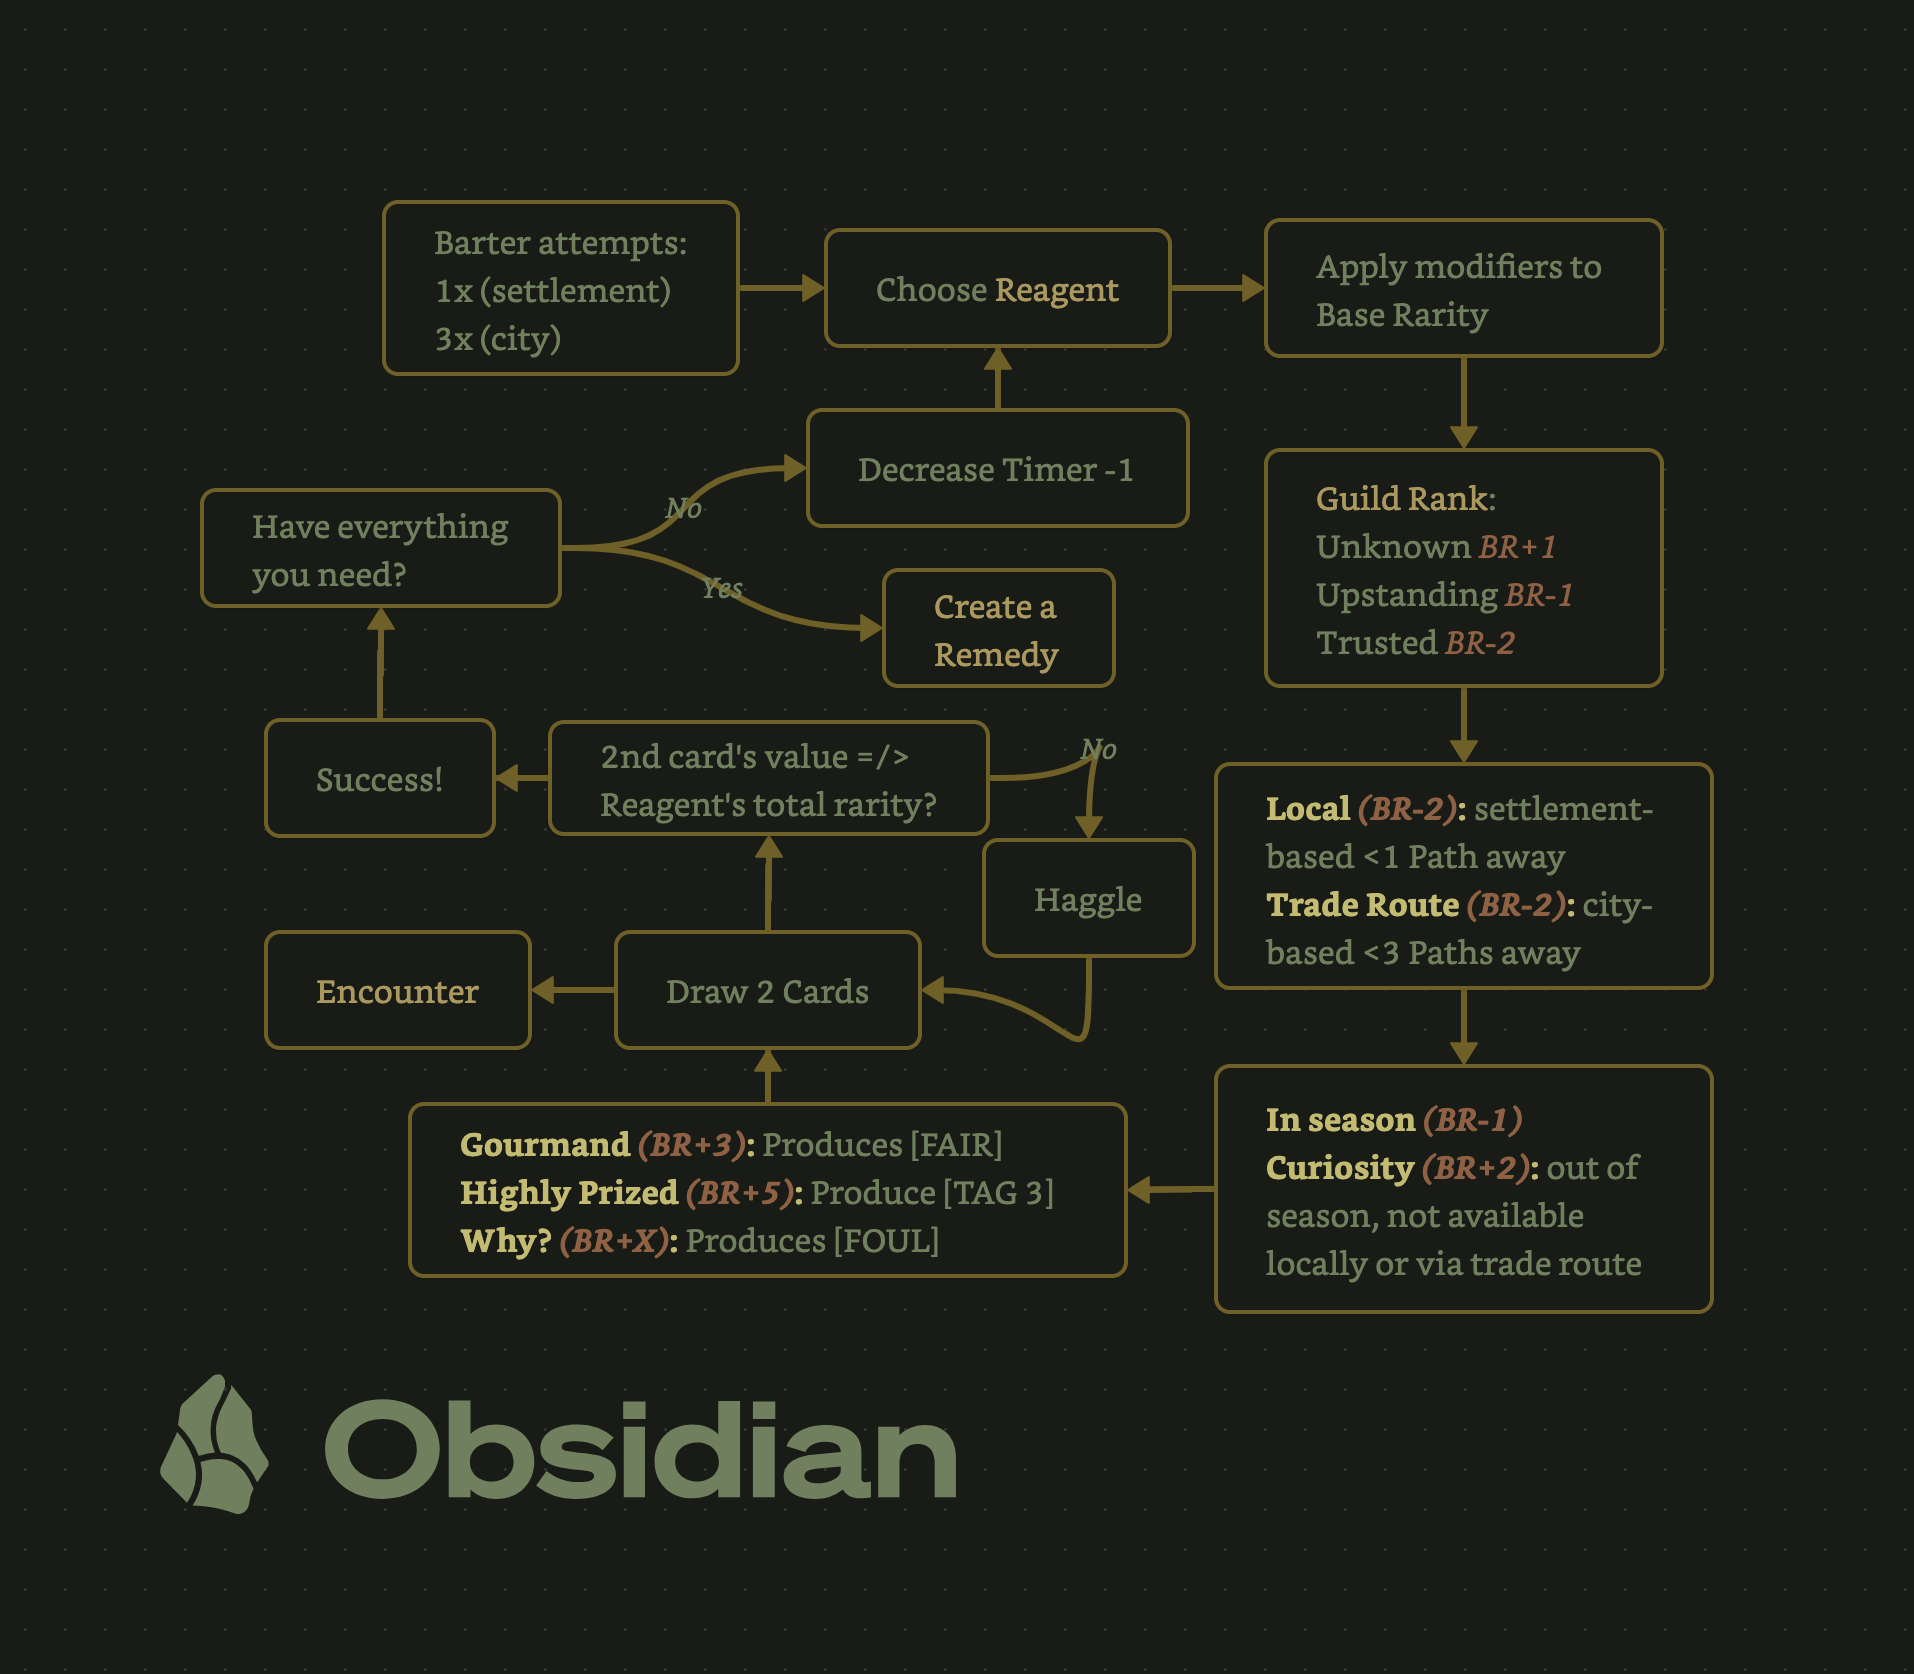 Barter attempts:
1x (settlement)
3x (city)
Choose Reagent
Apply modifiers to
Base Rarity
Decrease Timer -1
No
Have everything
you need?
Yes
Create a
Remedy
Guild Rank:
Unknown BR+1
Upstanding BR-1
Trusted BR-2
Success!
2nd card's value =/>
Reagent's total rarity?
No
Haggle
Local (BR-2): settlement-
based <1 Path away
Trade Route (BR-2): city-
based <3 Paths away
Encounter
Draw 2 Cards
Gourmand (BR+3): Produces [FAIR]
Highly Prized (BR+5): Produce [TAG 3]
Why? (BR+X): Produces [FOUL]
In season (BR-1)
Curiosity (BR+2): out of
season, not available
locally or via trade route
Obsidian